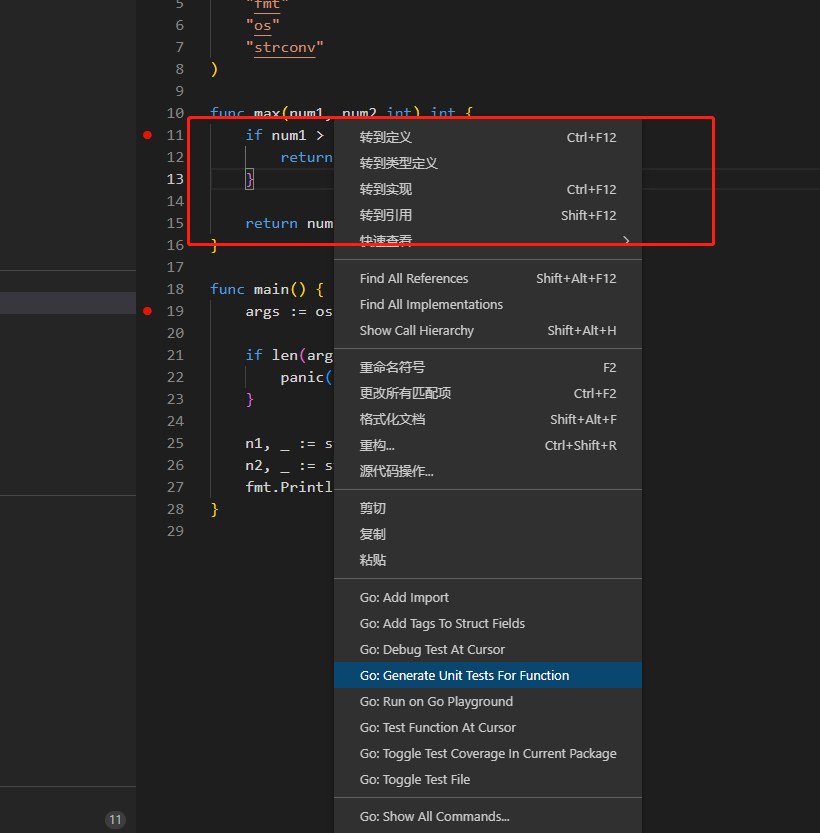 5 "fmt"
6 "os"
7 "strconv"
8 )
9
10 func max(num1, num2 int) int {
11 if num1 >
12 return
13 }
14
15 return num
16 }
17
18 func main() {
19 args := os
20
21 if len(arg
22 panic(
23 }
24
25 n1, _ := s
26 n2, _ := s
27 fmt.Printl
28 }
29
转到定义 Ctrl+F12
转到类型定义
转到实现 Ctrl+F12
转到引用 Shift+F12
快速查看
Find All References Shift+Alt+F12
Find All Implementations
Show Call Hierarchy Shift+Alt+H
重命名符号 F2
更改所有匹配项 Ctrl+F2
格式化文档 Shift+Alt+F
重构... Ctrl+Shift+R
源代码操作...
剪切
复制
粘贴
Go: Add Import
Go: Add Tags To Struct Fields
Go: Debug Test At Cursor
Go: Generate Unit Tests For Function
Go: Run on Go Playground
Go: Test Function At Cursor
Go: Toggle Test Coverage In Current Package
Go: Toggle Test File
Go: Show All Commands...
11